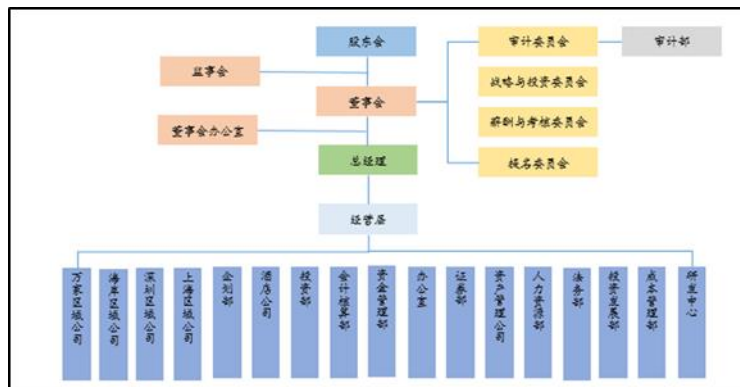 股东会
审计委员会
审计部
监事会
战略与投资委员会
董事会
薪酬与考核委员会
董事会办公室
总经理
提名委员会
经营层
万家区域公司
海岸区域公司
深圳区域公司
上海区域公司
企划部
酒店公司
投资部
会计核算部
资金管理部
办公室
证券部
资产管理公司
人力资源部
法务部
投资发展部
成本管理部
研发中心